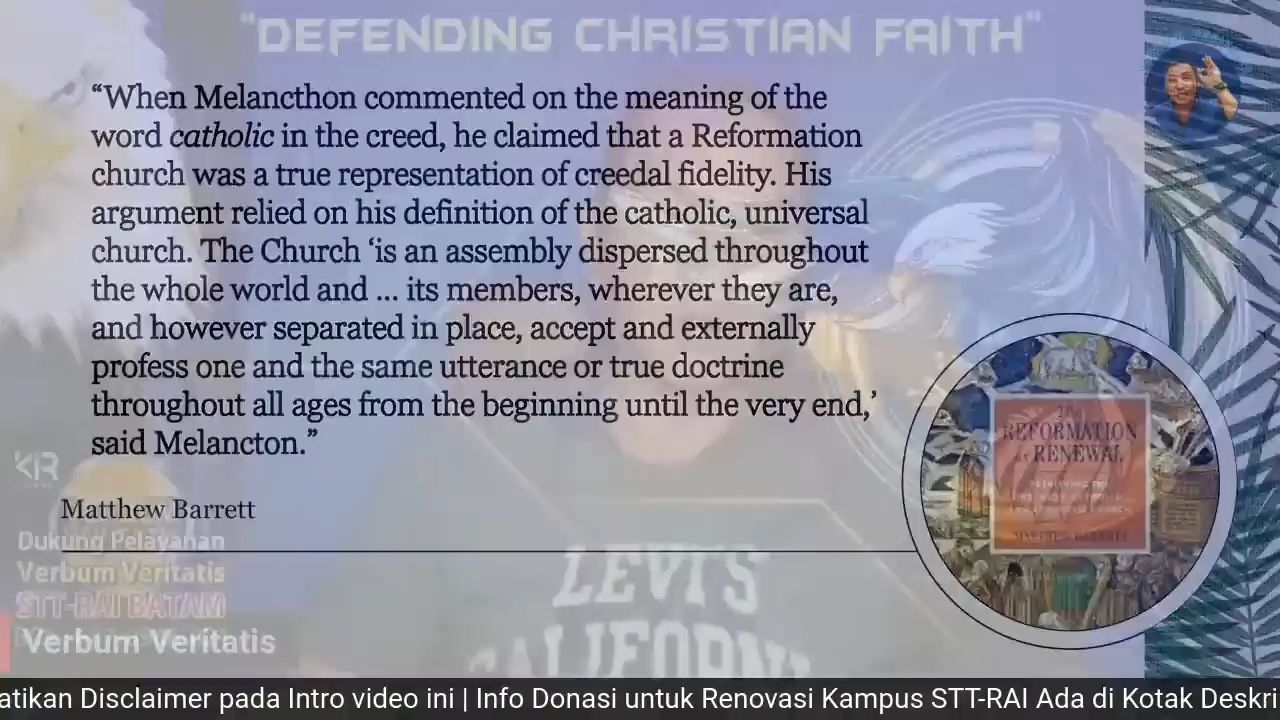 "DEFENDING CHRISTIAN FAITH"
“When Melancthon commented on the meaning of the
word catholic in the creed, he claimed that a Reformation
church was a true representation of creedal fidelity. His
argument relied on his definition of the catholic, universal
church. The Church ‘is an assembly dispersed throughout
the whole world and ... its members, wherever they are,
and however separated in place, accept and externally
profess one and the same utterance or true doctrine
throughout all ages from the beginning until the very end,’
said Melancton.”
Matthew Barrett
REFORMATION
RENEWAL
Dukung Pelayanan
Verbum Veritatis
STT-RAI BATAM
Verbum Veritatis
LEVI'S
CALIFORNI
atikan Disclaimer pada Intro video ini | Info Donasi untuk Renovasi Kampus STT-RAI Ada di Kotak Deskri